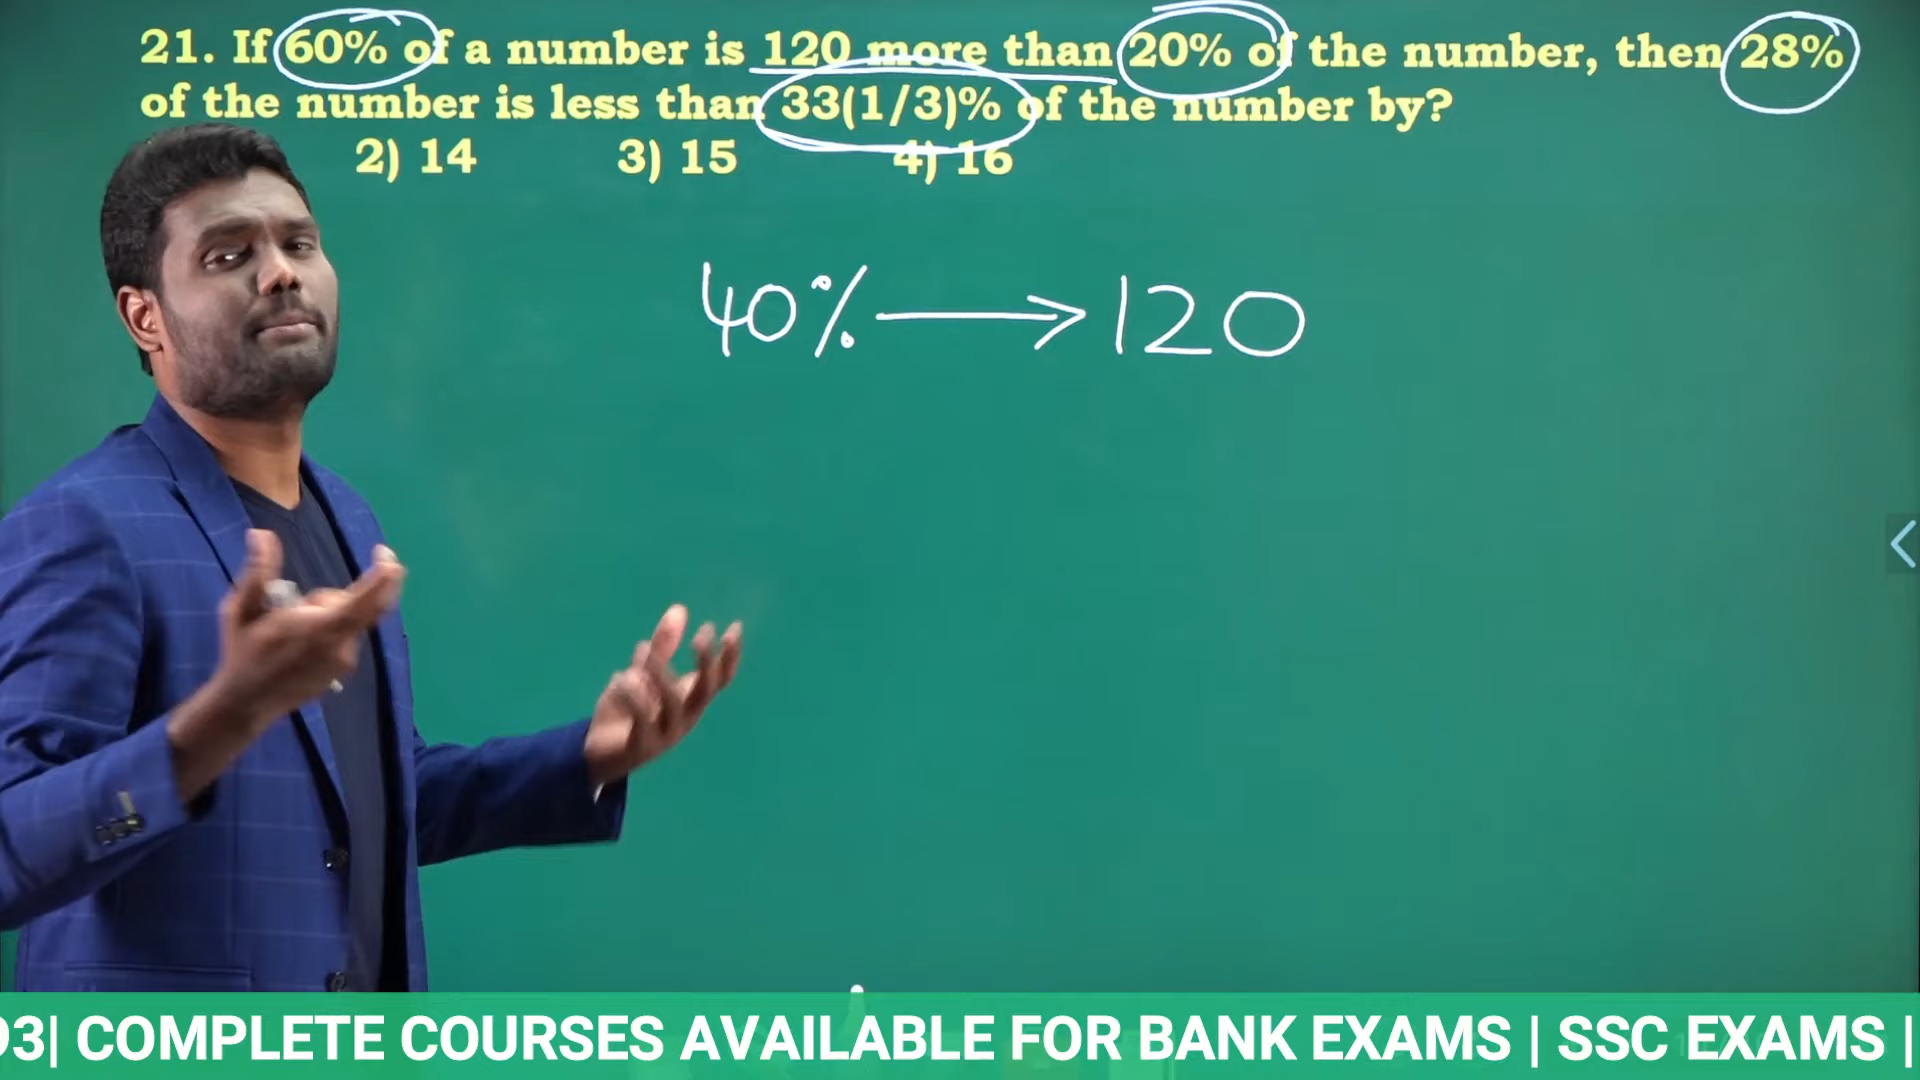 21. If 60% of a number is 120 more than 20% of the number, then 28%
of the number is less than 33(1/3)% of the number by?
2) 14 3) 15 4) 16
40% → 120
03| COMPLETE COURSES AVAILABLE FOR BANK EXAMS | SSC EXAMS |